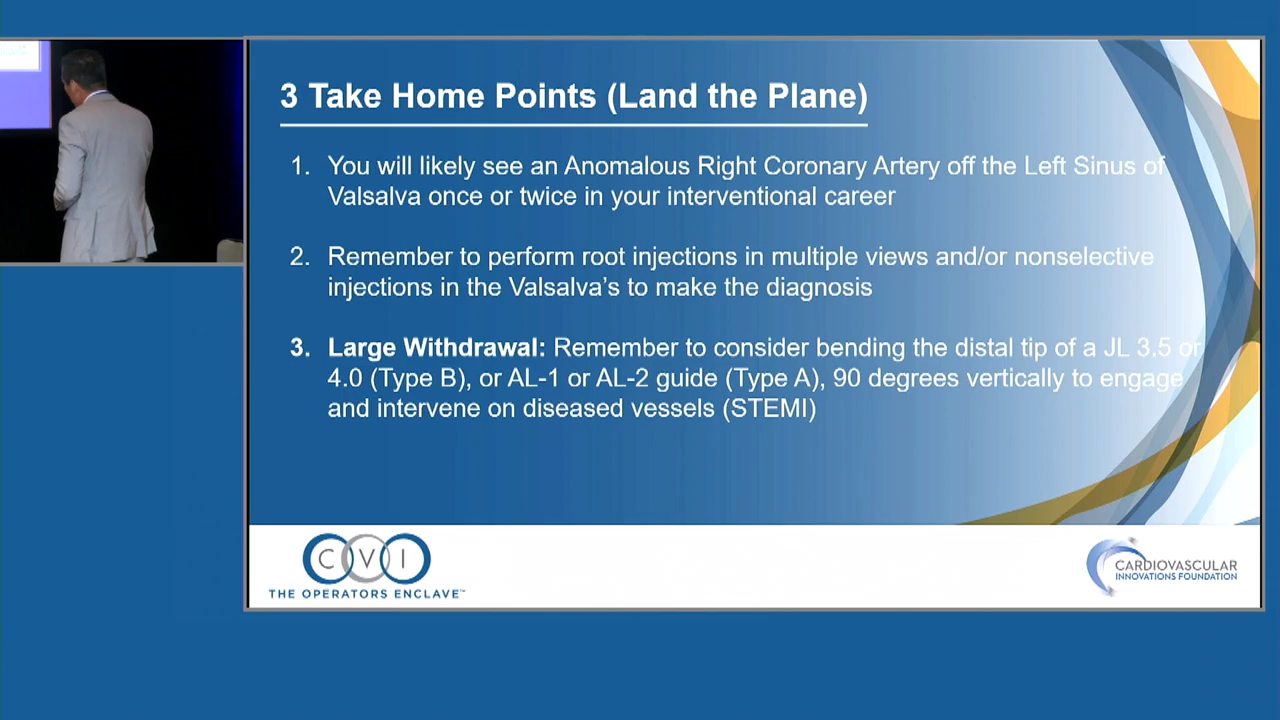 3 Take Home Points (Land the Plane)
1. You will likely see an Anomalous Right Coronary Artery off the Left Sinus of
Valsalva once or twice in your interventional career
2. Remember to perform root injections in multiple views and/or nonselective
injections in the Valsalva's to make the diagnosis
3. Large Withdrawal: Remember to consider bending the distal tip of a JL 3.5 or
4.0 (Type B), or AL-1 or AL-2 guide (Type A), 90 degrees vertically to engage
and intervene on diseased vessels (STEMI)
CVI
THE OPERATORS ENCLAVE™
CARDIOVASCULAR
INNOVATIONS FOUNDATION